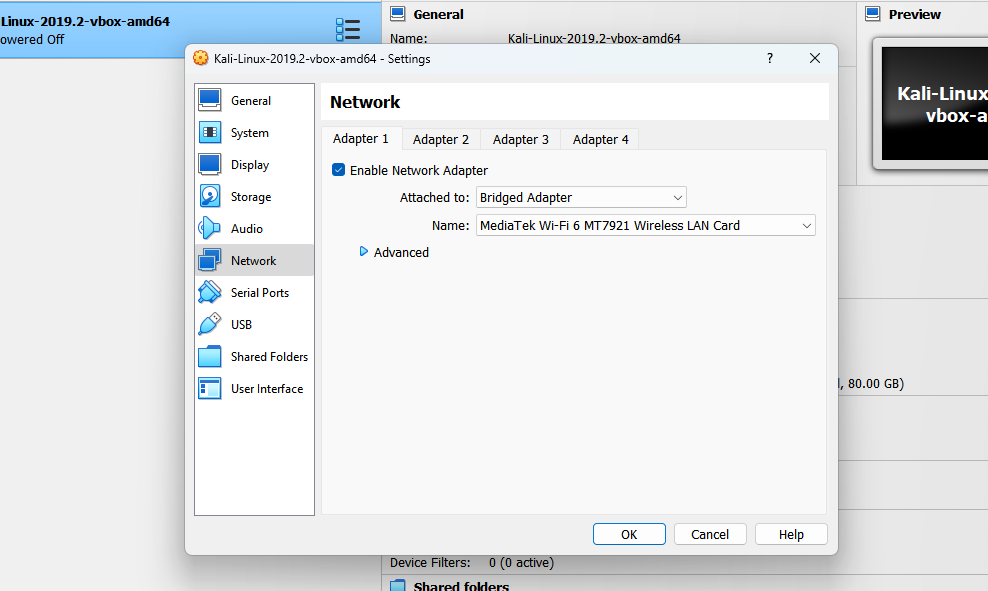 Linux-2019.2-vbox-amd64
owered Off
General
Name: Kali-Linux-2019.2-vbox-amd64
Preview
Kali-Linux
vbox-a
Kali-Linux-2019.2-vbox-amd64 - Settings
?
General
System
Display
Storage
Audio
Network
Serial Ports
USB
Shared Folders
User Interface
Network
Adapter 1 Adapter 2 Adapter 3 Adapter 4
Enable Network Adapter
Attached to: Bridged Adapter
Name: MediaTek Wi-Fi 6 MT7921 Wireless LAN Card
Advanced
, 80.00 GB)
OK Cancel Help
Device Filters: 0 (0 active)
Shared folders